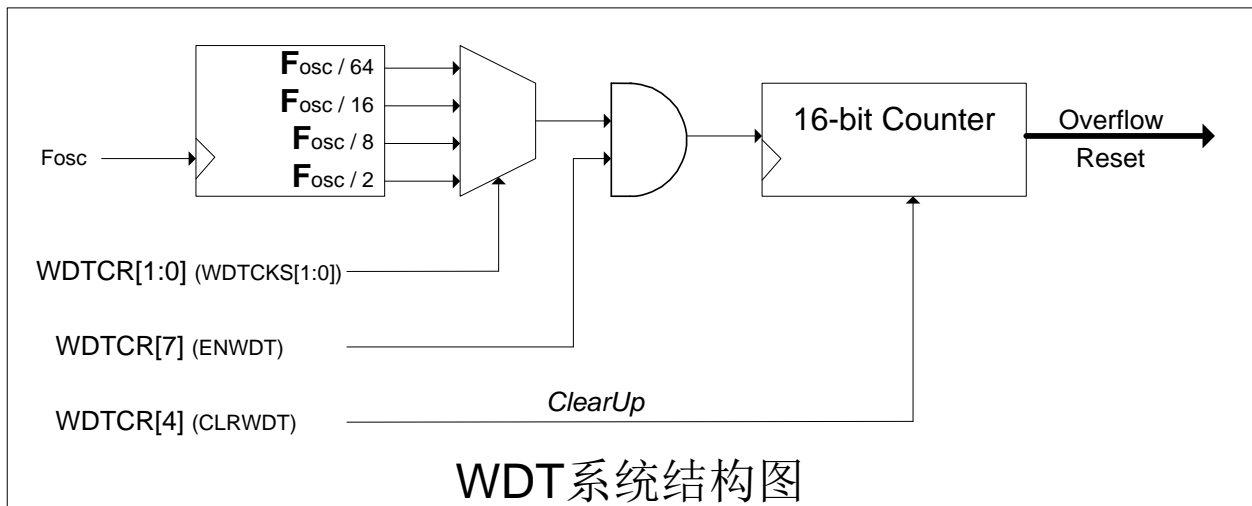 Fosc / 64
Fosc / 16
Fosc / 8
Fosc / 2
Fosc
16-bit Counter
Overflow
Reset
WDTCR[1:0] (WDTCKS[1:0])
WDTCR[7] (ENWDT)
WDTCR[4] (CLRWDT)
ClearUp
WDT系统结构图